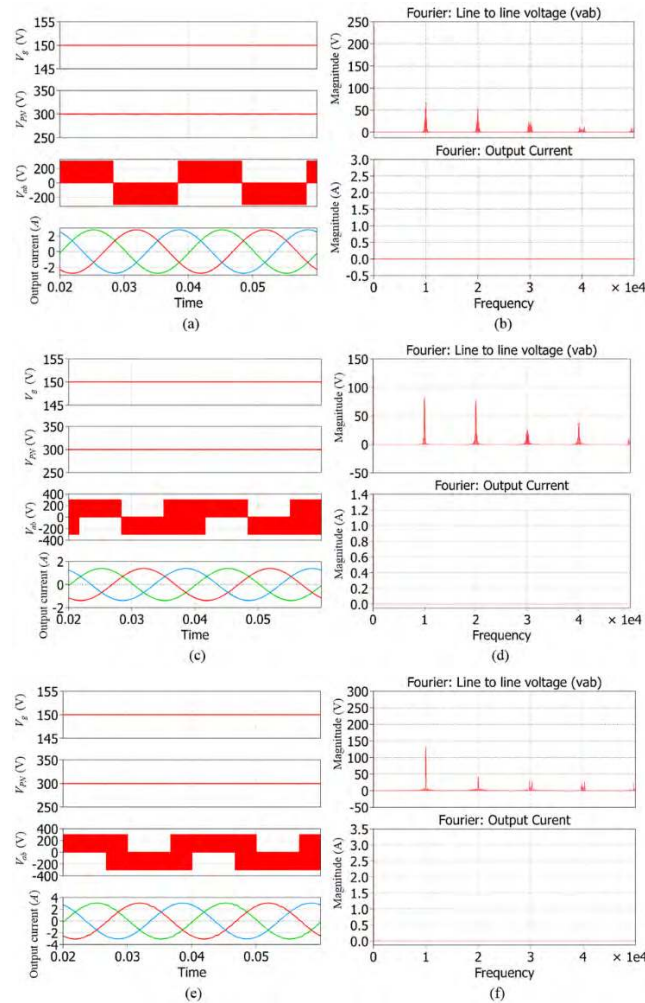 155
150
145
V_g (V)
350
300
250
V_PN (V)
200
0
-200
V_ab (V)
2
0
-2
Output current (A)
0.02 0.03 0.04 0.05
Time
(a)
Fourier: Line to line voltage (vab)
250
200
150
100
50
0
Magnitude (V)
Fourier: Output Current
3.0
2.5
2.0
1.5
1.0
0.5
0.0
-0.5
Magnitude (A)
0 1 2 3 4 × 1e4
Frequency
(b)
155
150
145
V_g (V)
350
300
250
V_PN (V)
400
200
0
-200
-400
V_ab (V)
2
0
-2
Output current (A)
0.02 0.03 0.04 0.05
Time
(c)
Fourier: Line to line voltage (vab)
150
100
50
0
-50
Magnitude (V)
Fourier: Output Current
1.4
1.2
1.0
0.8
0.6
0.4
0.2
0.0
Magnitude (A)
0 1 2 3 4 × 1e4
Frequency
(d)
155
150
145
V_g (V)
350
300
250
V_PN (V)
400
200
0
-200
-400
V_ab (V)
4
2
0
-2
-4
Output current (A)
0.02 0.03 0.04 0.05
Time
(e)
Fourier: Line to line voltage (vab)
300
250
200
150
100
50
0
-50
Magnitude (V)
Fourier: Output Curent
3.5
3.0
2.5
2.0
1.5
1.0
0.5
0.0
Magnitude (A)
0 1 2 3 4 × 1e4
Frequency
(f)